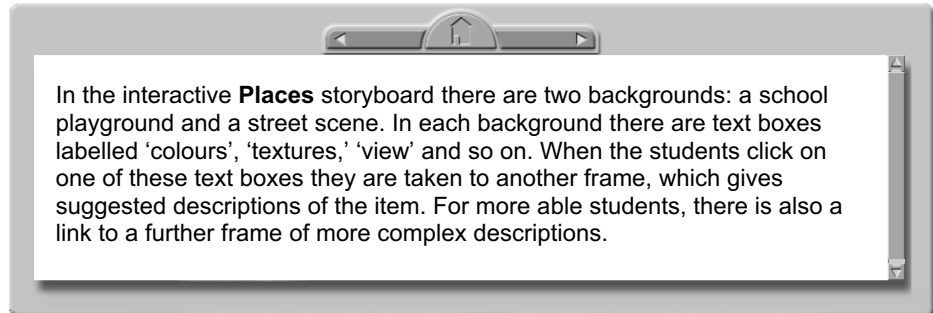 In the interactive Places storyboard there are two backgrounds: a school
playground and a street scene. In each background there are text boxes
labelled ‘colours’, ‘textures,’ ‘view’ and so on. When the students click on
one of these text boxes they are taken to another frame, which gives
suggested descriptions of the item. For more able students, there is also a
link to a further frame of more complex descriptions.